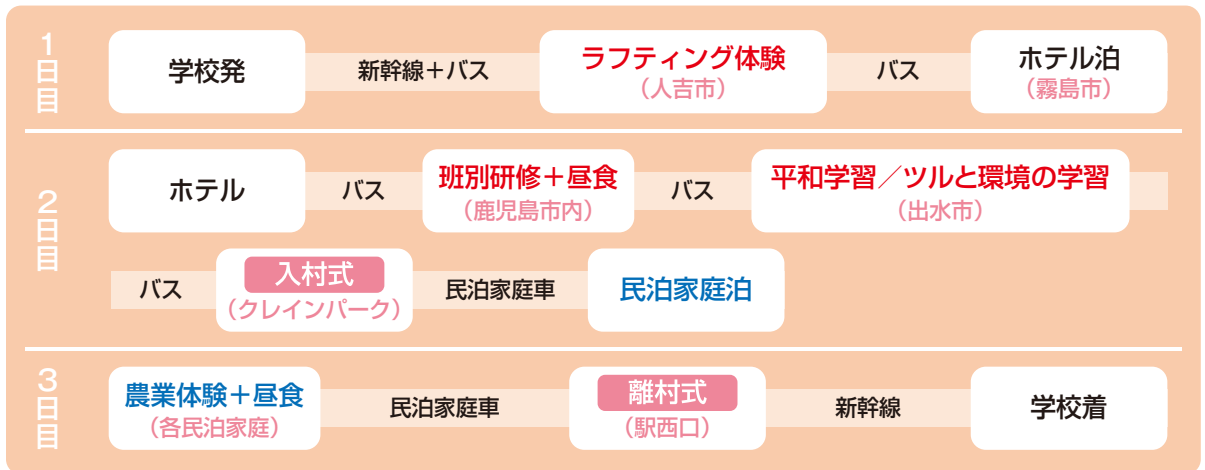 1日目
学校発
新幹線＋バス
ラフティング体験
（人吉市）
バス
ホテル泊
（霧島市）
2日目
ホテル
バス
班別研修＋昼食
（鹿児島市内）
バス
平和学習／ツルと環境の学習
（出水市）
バス
入村式
（クレインパーク）
民泊家庭車
民泊家庭泊
3日目
農業体験＋昼食
（各民泊家庭）
民泊家庭車
離村式
（駅西口）
新幹線
学校着